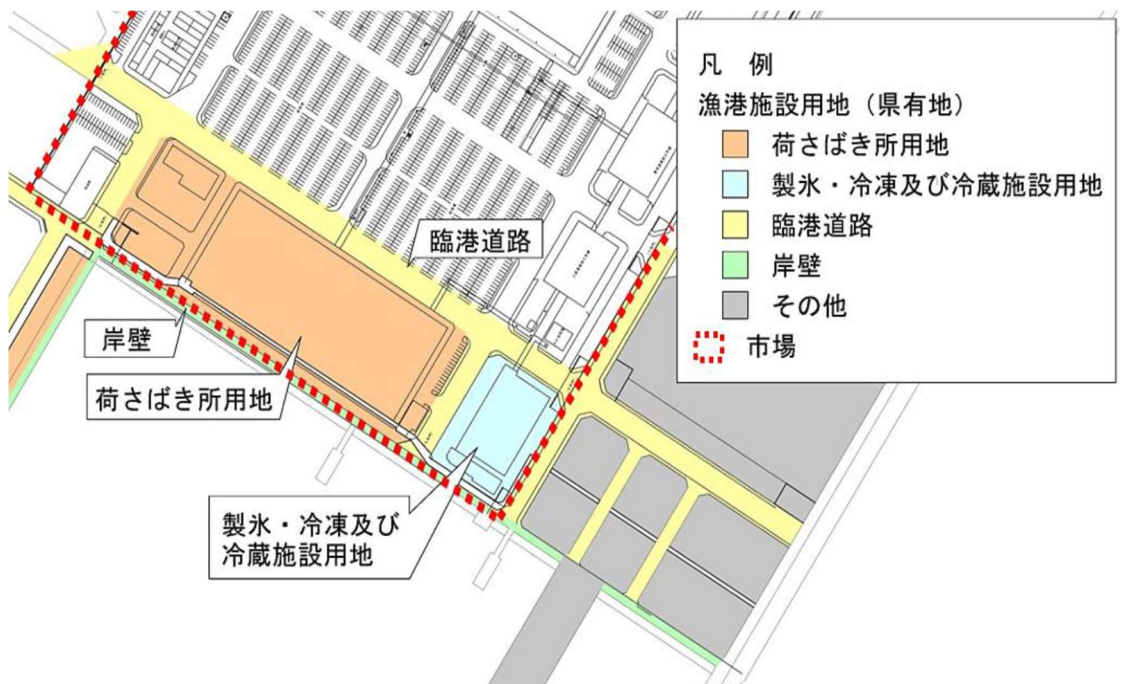 凡　例
漁港施設用地（県有地）
荷さばき所用地
製氷・冷凍及び冷蔵施設用地
臨港道路
岸壁
その他
市場
臨港道路
岸壁
荷さばき所用地
製氷・冷凍及び
冷蔵施設用地